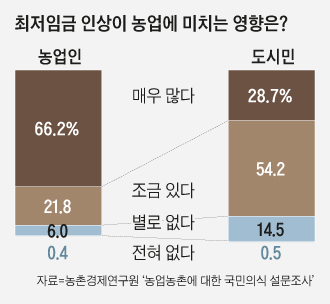 최저임금 인상이 농업에 미치는 영향은?
농업인
도시민
매우 많다
66.2%
28.7%
조금 있다
21.8
54.2
별로 없다
6.0
14.5
전혀 없다
0.4
0.5
자료=농촌경제연구원 ‘농업농촌에 대한 국민의식 설문조사’